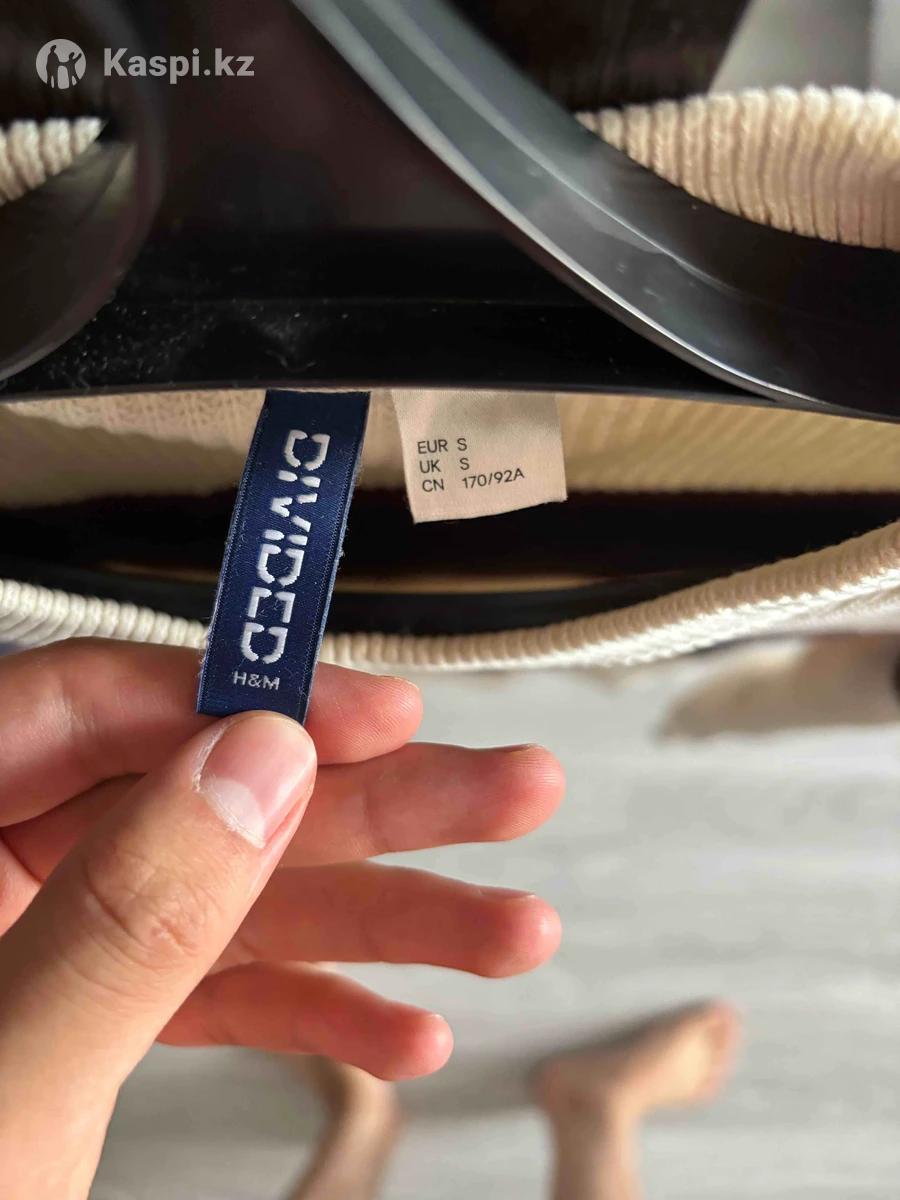 Kaspi.kz
DIVIDED
H&M
EUR S
UK S
CN 170/92A